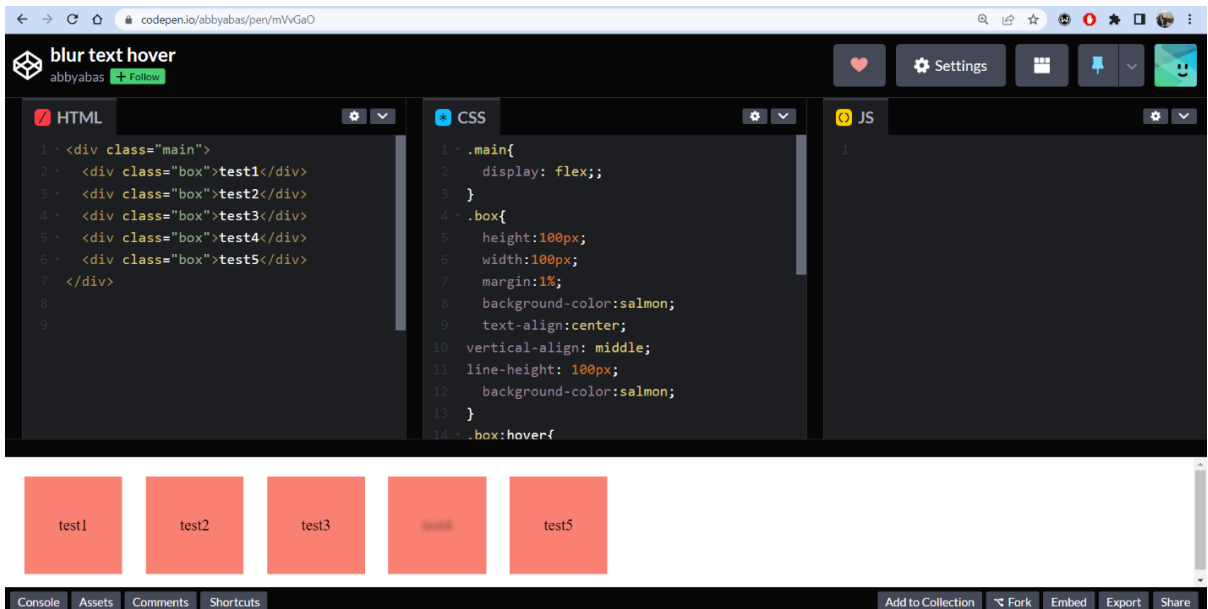 codepen.io/abbyabas/pen/mVvGaO
blur text hover
abbyabas + Follow
Settings
HTML
1 <div class="main">
2 <div class="box">test1</div>
3 <div class="box">test2</div>
4 <div class="box">test3</div>
5 <div class="box">test4</div>
6 <div class="box">test5</div>
7 </div>
8
9
CSS
1 .main{
2 display: flex;;
3 }
4 .box{
5 height:100px;
6 width:100px;
7 margin:1%;
8 background-color:salmon;
9 text-align:center;
10 vertical-align: middle;
11 line-height: 100px;
12 background-color:salmon;
13 }
14 .box:hover{
JS
1
test1 test2 test3 test4 test5
Console Assets Comments Shortcuts Add to Collection Fork Embed Export Share